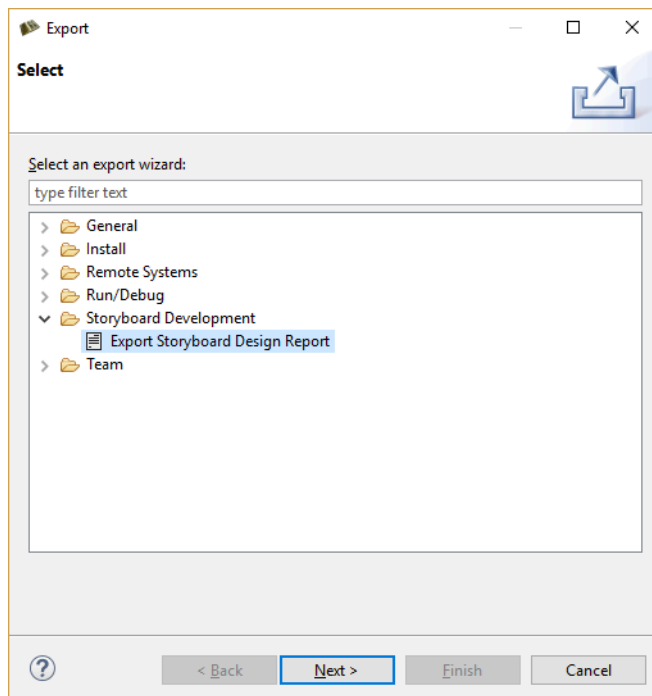 Export
Select
Select an export wizard:
type filter text
General
Install
Remote Systems
Run/Debug
Storyboard Development
Export Storyboard Design Report
Team
? < Back Next > Finish Cancel